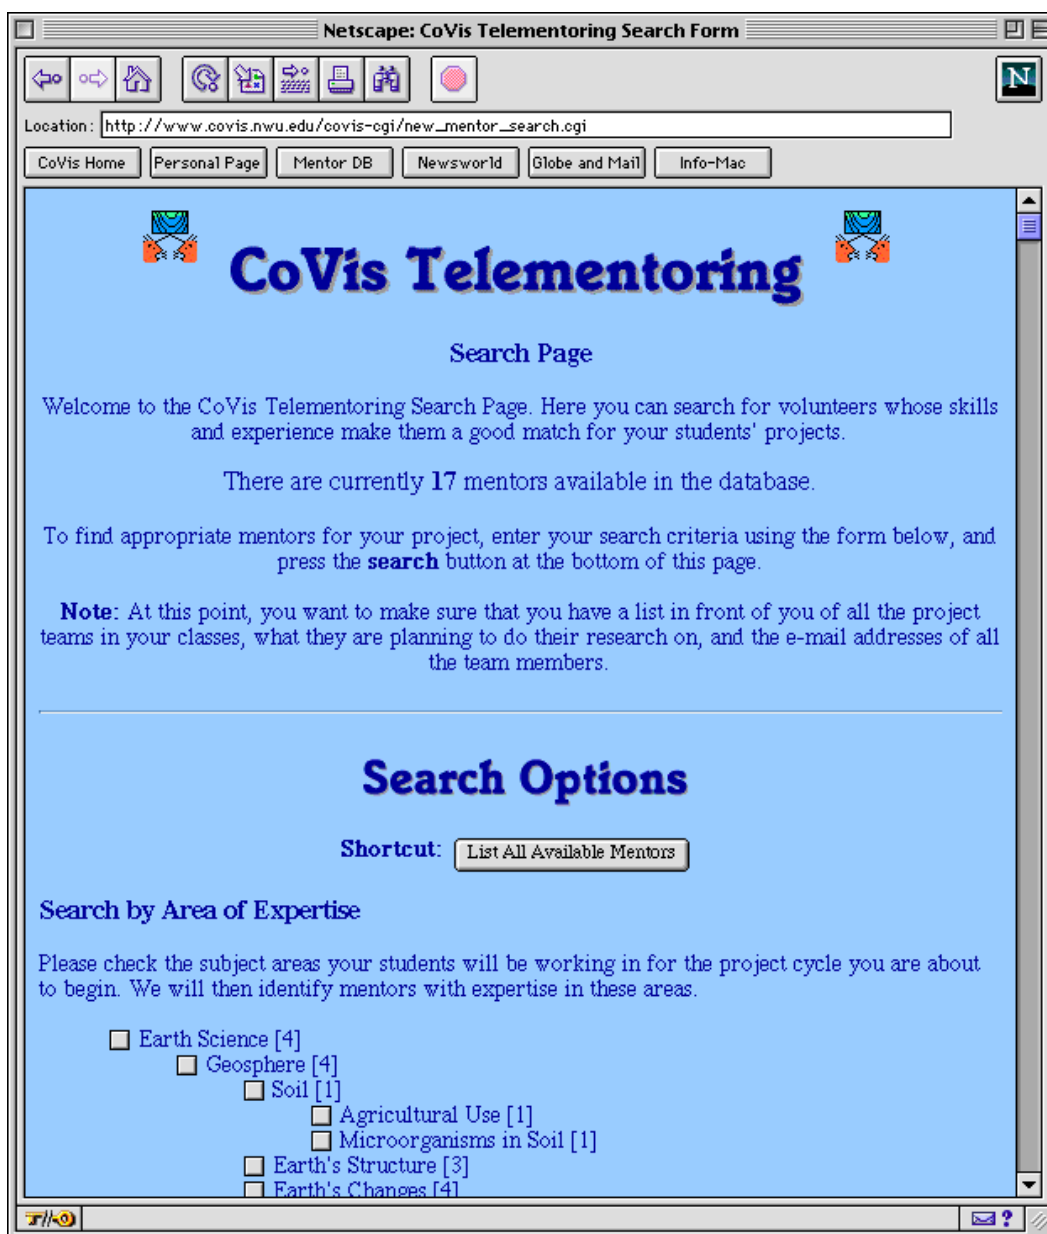 Netscape: CoVis Telementoring Search Form
N
Location: http://www.covis.nwu.edu/covis-cgi/new_mentor_search.cgi
CoVis Home Personal Page Mentor DB Newsworld Globe and Mail Info-Mac
CoVis Telementoring
Search Page
Welcome to the CoVis Telementoring Search Page. Here you can search for volunteers whose skills
and experience make them a good match for your students' projects.
There are currently 17 mentors available in the database.
To find appropriate mentors for your project, enter your search criteria using the form below, and
press the search button at the bottom of this page.
Note: At this point, you want to make sure that you have a list in front of you of all the project
teams in your classes, what they are planning to do their research on, and the e-mail addresses of all
the team members.
Search Options
Shortcut: List All Available Mentors
Search by Area of Expertise
Please check the subject areas your students will be working in for the project cycle you are about
to begin. We will then identify mentors with expertise in these areas.
Earth Science [4]
Geosphere [4]
Soil [1]
Agricultural Use [1]
Microorganisms in Soil [1]
Earth's Structure [3]
Earth's Changes [4]
?